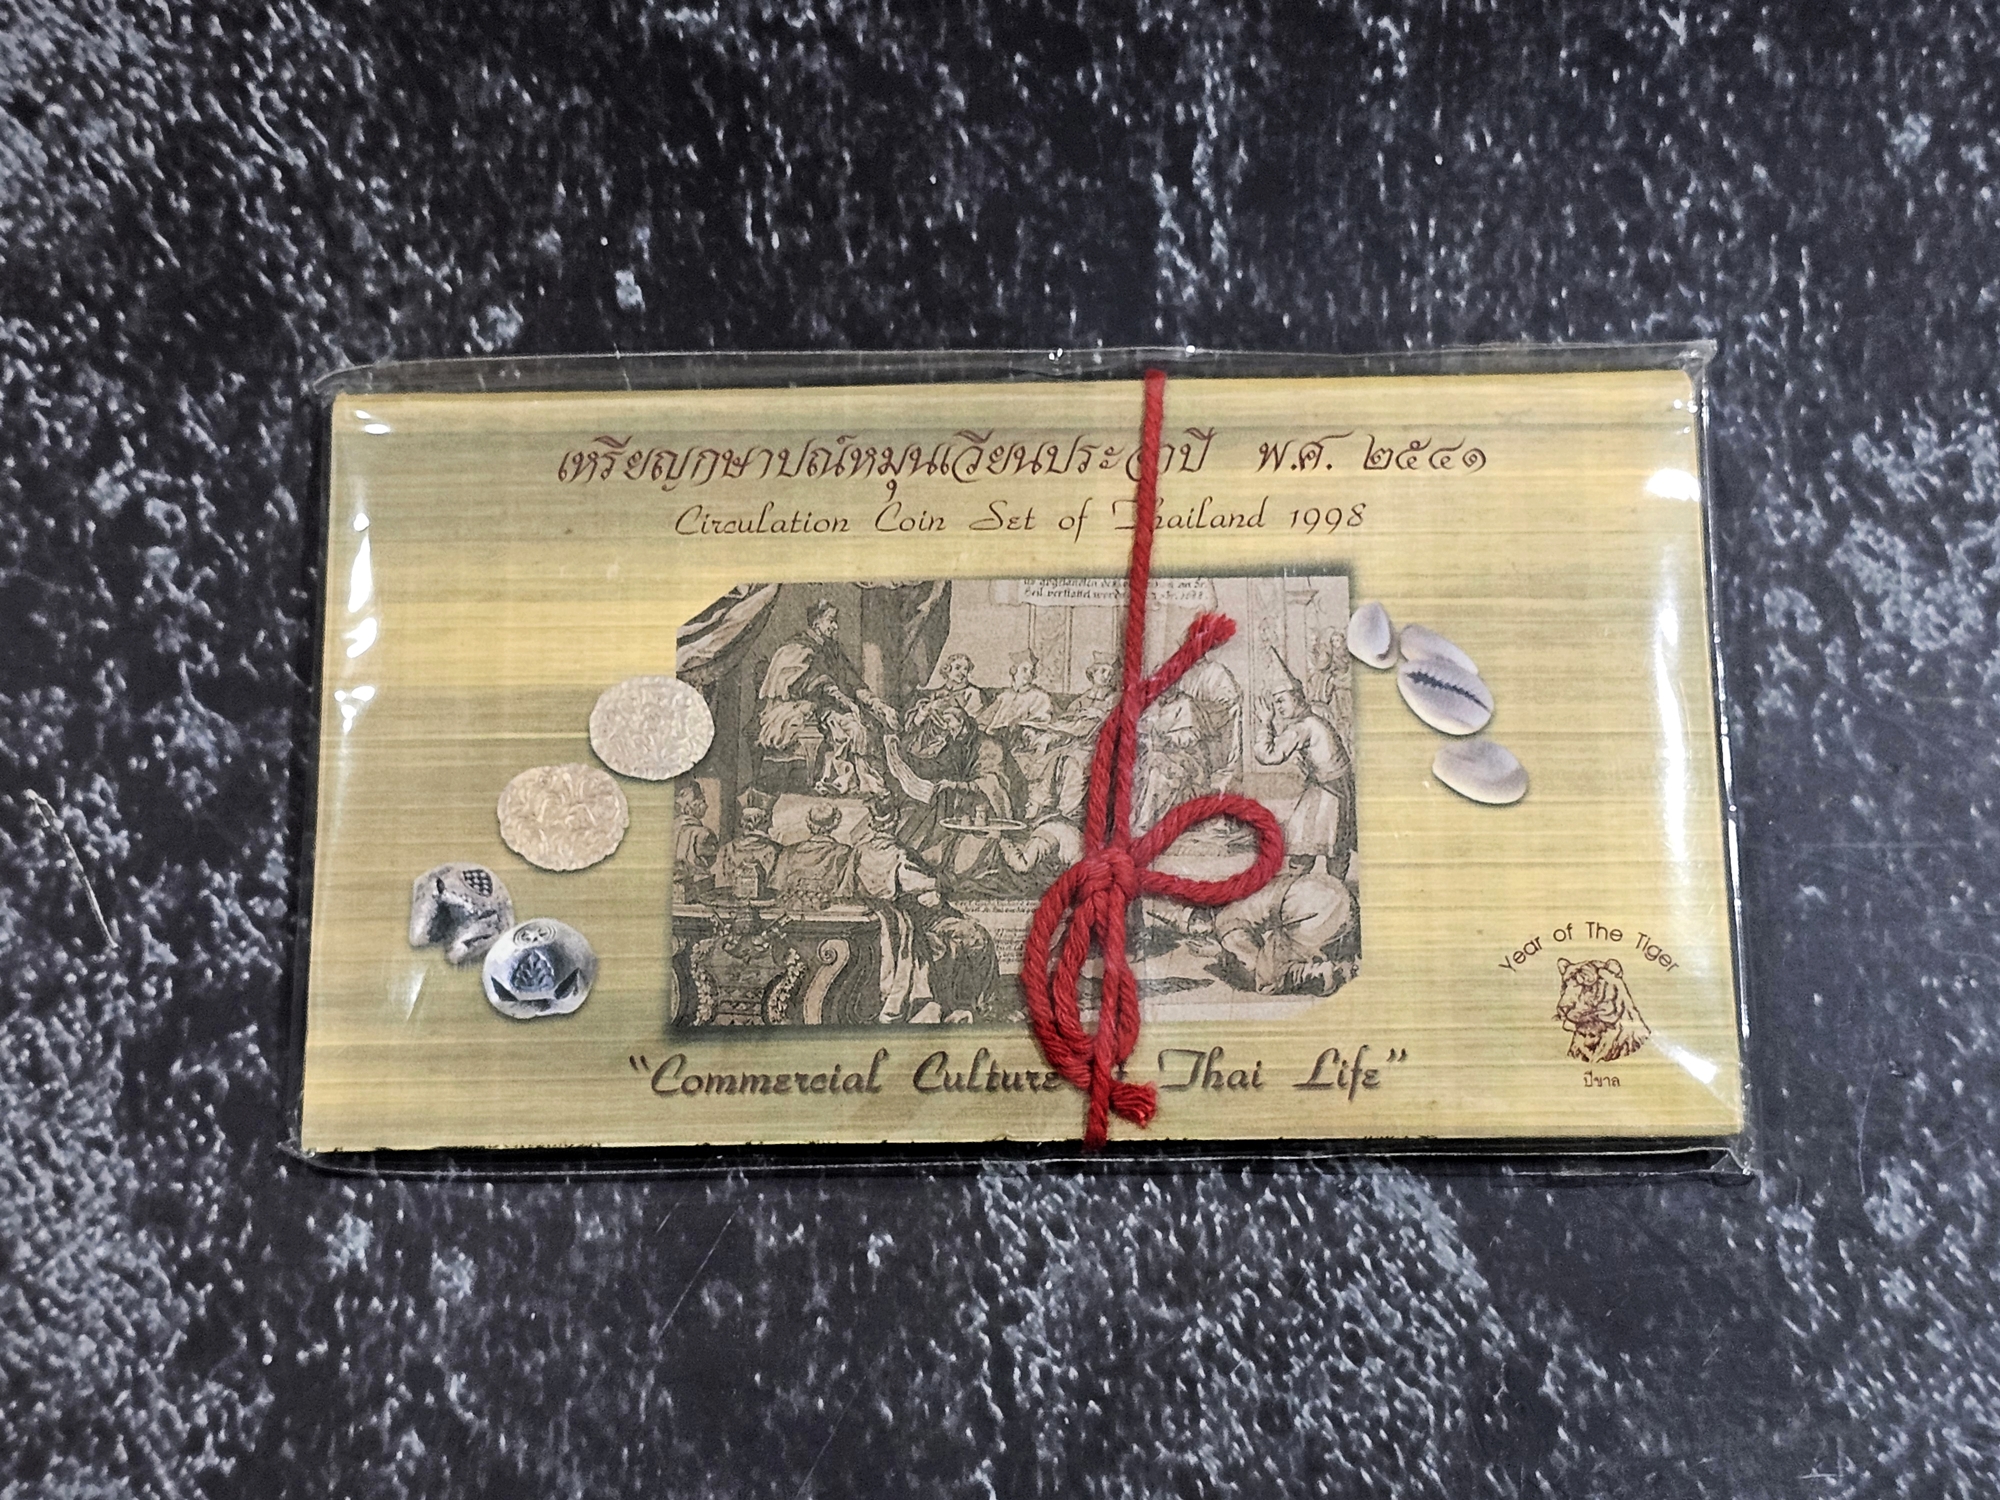 เหรียญกษาปณ์หมุนเวียนประจำปี พ.ศ. ๒๕๔๑
Circulation Coin Set of Thailand 1998
"Commercial Culture Thai Life"
Year of The Tiger
ปีขาล